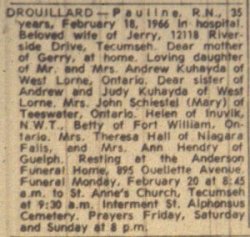 DROUILLARD — Pauline, R.N., 35
years, February 18, 1966 in hospital.
Beloved wife of Jerry, 12118 River-
side Drive, Tecumseh. Dear mother
of Gerry, at home. Loving daughter
of Mr. and Mrs. Andrew Kuhayda of
West Lorne, Ontario. Dear sister of
Andrew and Judy Kuhayda of West
Lorne, Mrs. John Schiestel (Mary) of
Teeswater, Ontario. Helen of Inuvik,
N.W.T., Betty of Fort William, On-
tario. Mrs. Theresa Hall of Niagara
Falls, and Mrs. Ann Hendry of
Guelph. Resting at the Anderson
Funeral Home, 895 Ouellette Avenue.
Funeral Monday, February 20 at 8:45
a.m. to St. Anne's Church, Tecumseh
at 9:30 a.m. Interment St. Alphonsus
Cemetery. Prayers Friday, Saturday
and Sunday at 8 p.m.